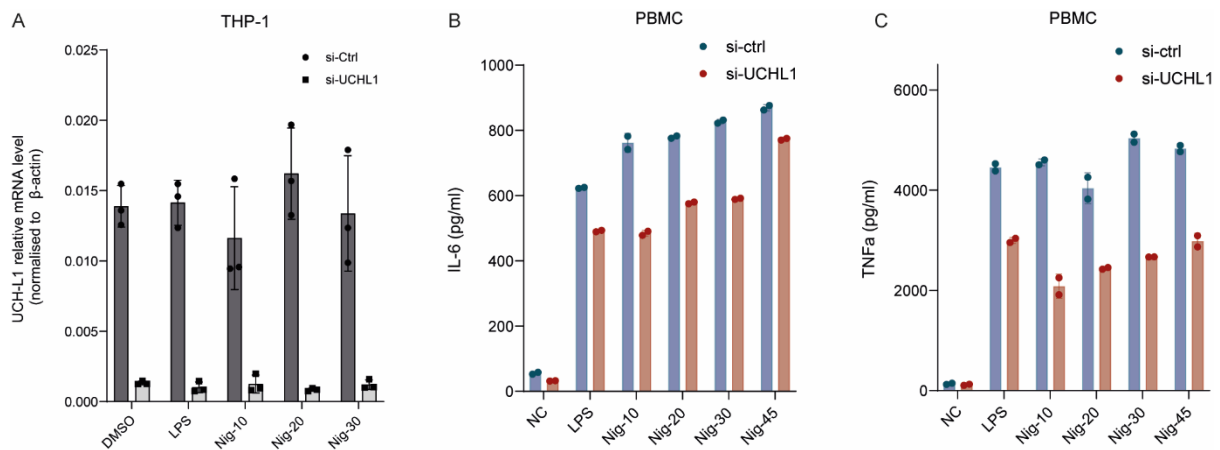 A
THP-1
UCH-L1 relative mRNA level
(normalised to β-actin)
0.025
0.020
0.015
0.010
0.005
0.000
si-Ctrl
si-UCHL1
DMSO
LPS
Nig-10
Nig-20
Nig-30
B
PBMC
si-ctrl
si-UCHL1
IL-6 (pg/ml)
1000
800
600
400
200
0
NC
LPS
Nig-10
Nig-20
Nig-30
Nig-45
C
PBMC
si-ctrl
si-UCHL1
TNFa (pg/ml)
6000
4000
2000
0
NC
LPS
Nig-10
Nig-20
Nig-30
Nig-45